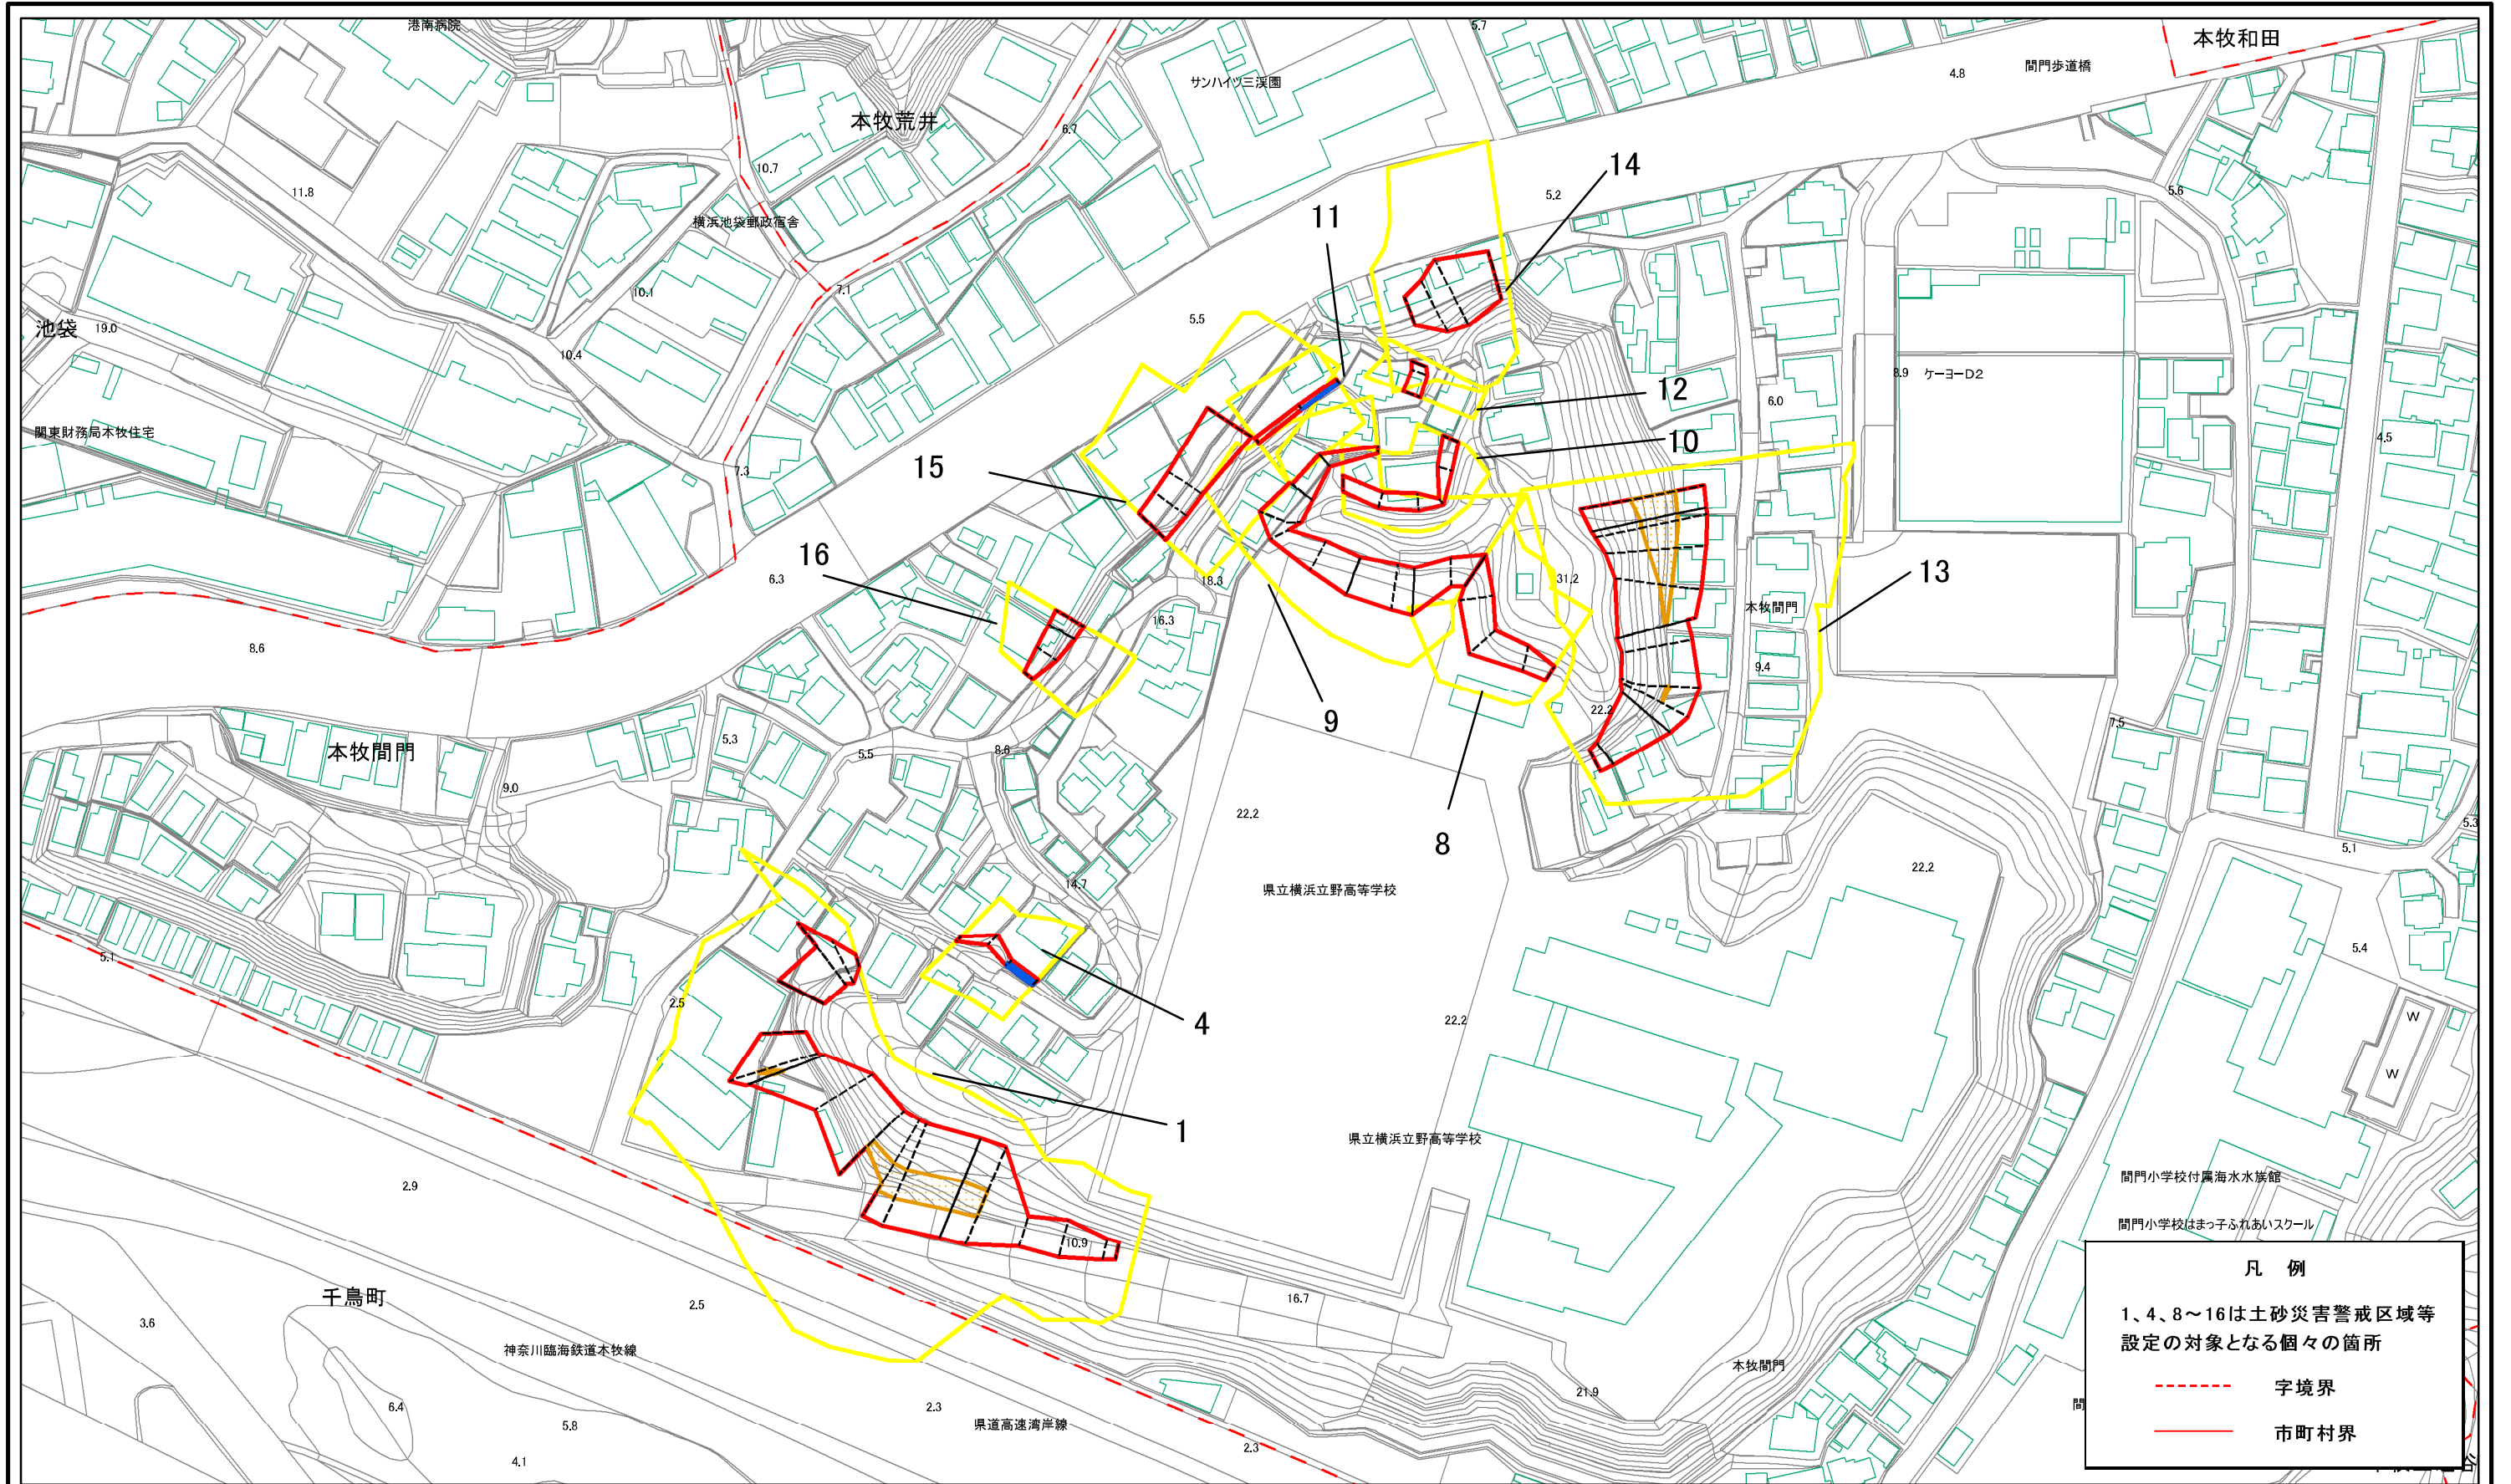 港南病院
5.7
本牧和田
間門歩道橋
4.8
サンハイツ三渓園
本牧荒井
6.7
10.7
14
11.8
5.6
5.2
横浜池袋郵政宿舎
11
10.1
7.1
5.5
池袋
19.0
10.4
8.9
ケーヨーD2
12
6.0
関東財務局本牧住宅
4.5
10
15
7.3
16
6.3
18.3
31.2
13
本牧間門
16.3
8.6
9.4
22.2
9
7.5
5.3
本牧間門
5.5
8.6
9.0
22.2
8
5.3
5.1
22.2
14.7
県立横浜立野高等学校
5.1
5.4
2.5
4
22.2
W
W
1
県立横浜立野高等学校
間門小学校付属海水水族館
2.9
間門小学校はまっ子ふれあいスクール
10.9
凡 例
千鳥町
2.5
16.7
1、4、8～16は土砂災害警戒区域等
設定の対象となる個々の箇所
3.6
神奈川臨海鉄道本牧線
本牧間門
字境界
21.9
6.4
2.3
間
5.8
県道高速湾岸線
市町村界
2.3
4.1